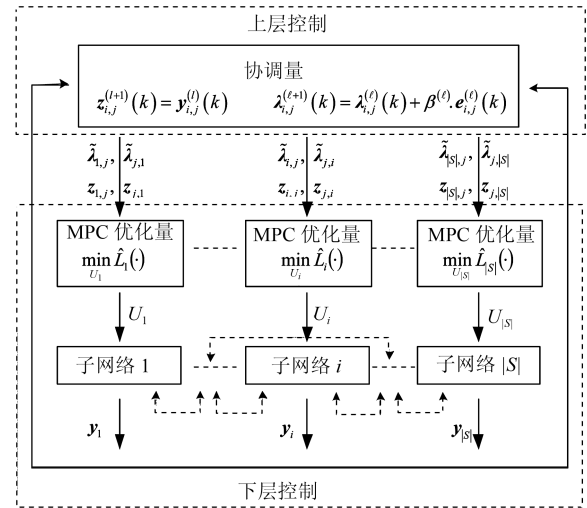 上层控制
协调量
z_{i,j}^{(l+1)}(k) = y_{i,j}^{(l)}(k) λ_{i,j}^{(ℓ+1)}(k) = λ_{i,j}^{(ℓ)}(k) + β^{(ℓ)}.e_{i,j}^{(ℓ)}(k)
λ̃_{1,j}, λ̃_{j,1} λ̃_{i,j}, λ̃_{j,i} λ̃_{|S|,j}, λ̃_{j,|S|}
z_{1,j}, z_{i,1} z_{i,i}, z_{j,i} z_{|S|,j}, z_{j,|S|}
MPC 优化量 MPC 优化量 MPC 优化量
min_{U_1} L̂_1(·) min_{U_i} L̂_i(·) min_{U_{|S|}} L̂_{|S|}(·)
U_1 U_i U_{|S|}
子网络 1 子网络 i 子网络 |S|
y_1 y_i y_{|S|}
下层控制